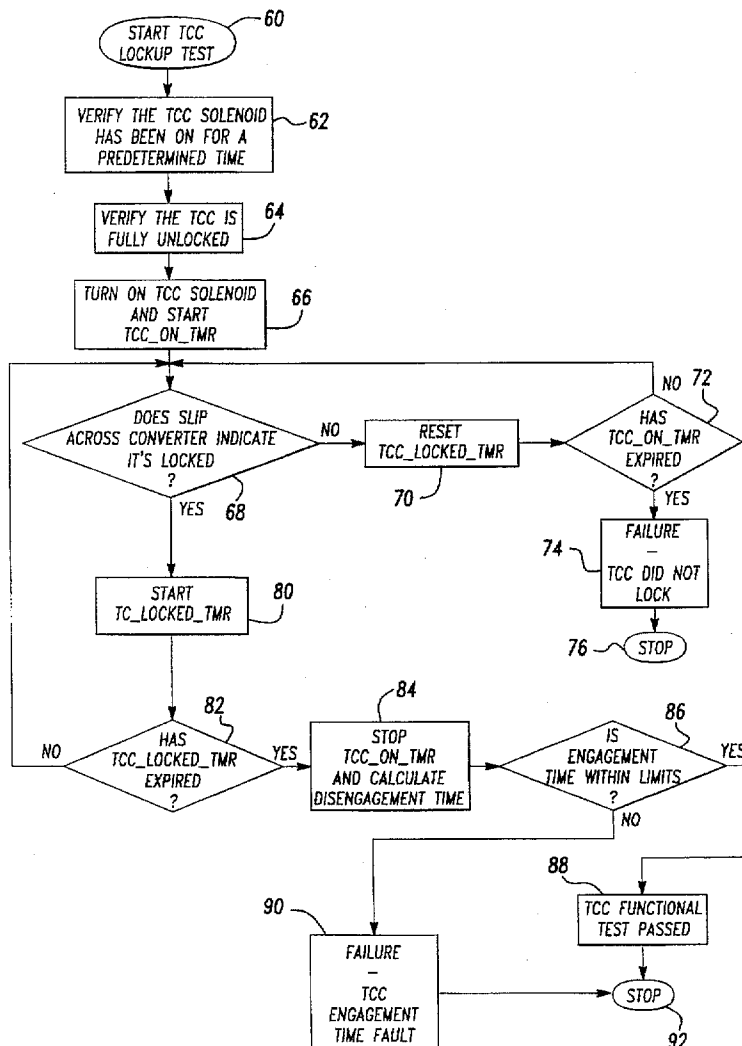 60
START TCC
LOCKUP TEST
VERIFY THE TCC SOLENOID
HAS BEEN ON FOR A
PREDETERMINED TIME
62
VERIFY THE TCC IS
FULLY UNLOCKED
64
TURN ON TCC SOLENOID
AND START
TCC_ON_TMR
66
DOES SLIP
ACROSS CONVERTER INDICATE
IT'S LOCKED
?
68
NO
YES
RESET
TCC_LOCKED_TMR
70
NO
72
HAS
TCC_ON_TMR
EXPIRED
?
YES
74
FAILURE
–
TCC DID NOT
LOCK
76
STOP
START
TC_LOCKED_TMR
80
82
HAS
TCC_LOCKED_TMR
EXPIRED
?
NO
YES
84
STOP
TCC_ON_TMR
AND CALCULATE
DISENGAGEMENT TIME
86
IS
ENGAGEMENT
TIME WITHIN LIMITS
?
YES
NO
88
TCC FUNCTIONAL
TEST PASSED
90
FAILURE
–
TCC
ENGAGEMENT
TIME FAULT
STOP
92